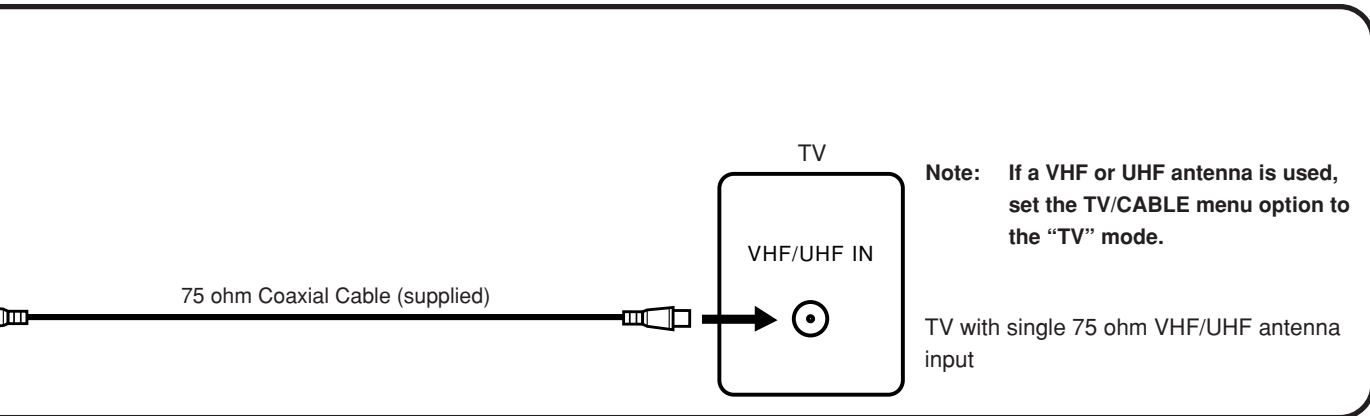 TV
Note: If a VHF or UHF antenna is used,
set the TV/CABLE menu option to
the “TV” mode.
VHF/UHF IN
75 ohm Coaxial Cable (supplied)
TV with single 75 ohm VHF/UHF antenna
input